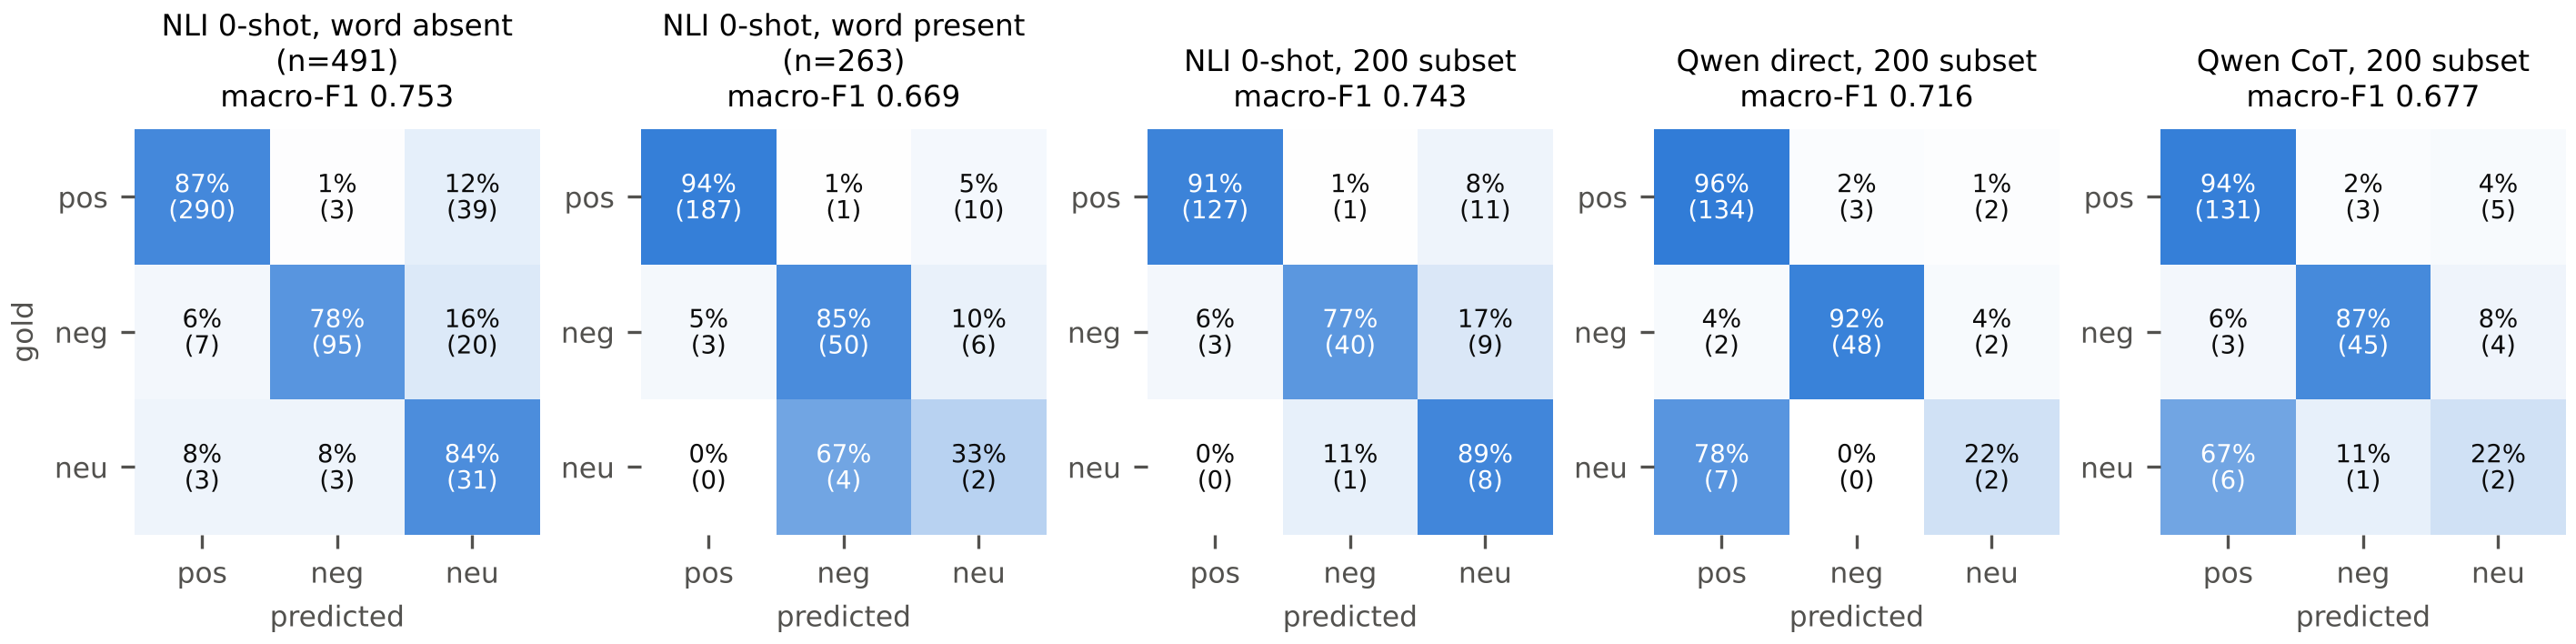 NLI 0-shot, word absent
(n=491)
macro-F1 0.753
gold
pos
neg
neu
87%
(290)
1%
(3)
12%
(39)
6%
(7)
78%
(95)
16%
(20)
8%
(3)
8%
(3)
84%
(31)
pos neg neu
predicted
NLI 0-shot, word present
(n=263)
macro-F1 0.669
pos
neg
neu
94%
(187)
1%
(1)
5%
(10)
5%
(3)
85%
(50)
10%
(6)
0%
(0)
67%
(4)
33%
(2)
pos neg neu
predicted
NLI 0-shot, 200 subset
macro-F1 0.743
pos
neg
neu
91%
(127)
1%
(1)
8%
(11)
6%
(3)
77%
(40)
17%
(9)
0%
(0)
11%
(1)
89%
(8)
pos neg neu
predicted
Qwen direct, 200 subset
macro-F1 0.716
pos
neg
neu
96%
(134)
2%
(3)
1%
(2)
4%
(2)
92%
(48)
4%
(2)
78%
(7)
0%
(0)
22%
(2)
pos neg neu
predicted
Qwen CoT, 200 subset
macro-F1 0.677
pos
neg
neu
94%
(131)
2%
(3)
4%
(5)
6%
(3)
87%
(45)
8%
(4)
67%
(6)
11%
(1)
22%
(2)
pos neg neu
predicted